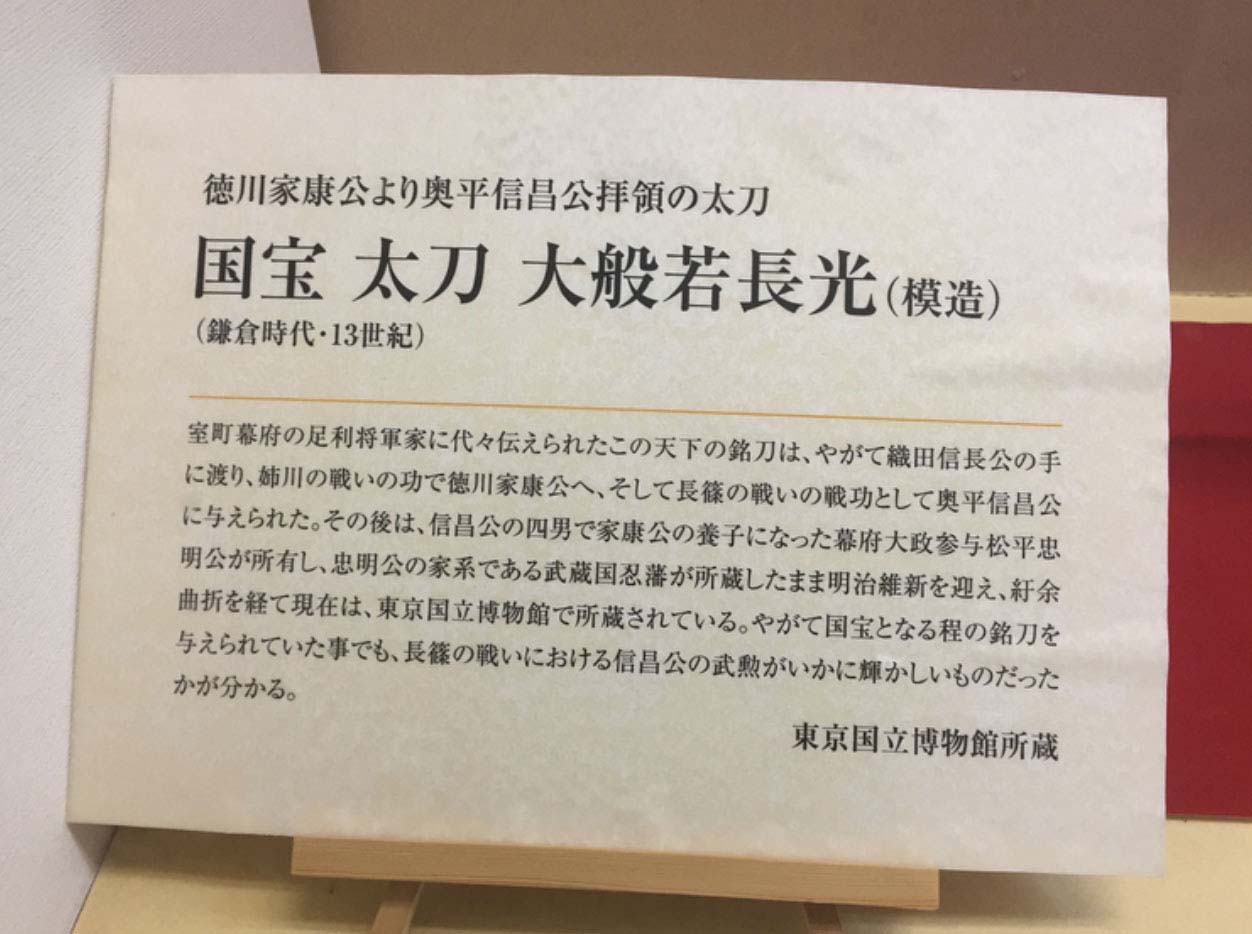 徳川家康公より奥平信昌公拝領の太刀
国宝 太刀 大般若長光(模造)
(鎌倉時代・13世紀)
室町幕府の足利将軍家に代々伝えられたこの天下の銘刀は、やがて織田信長公の手
に渡り、姉川の戦いの功で徳川家康公へ、そして長篠の戦いの戦功として奥平信昌公
に与えられた。その後は、信昌公の四男で家康公の養子になった幕府大政参与松平忠
明公が所有し、忠明公の家系である武蔵国忍藩が所蔵したまま明治維新を迎え、紆余
曲折を経て現在は、東京国立博物館で所蔵されている。やがて国宝となる程の銘刀を
与えられていた事でも、長篠の戦いにおける信昌公の武勲がいかに輝かしいものだった
かが分かる。
東京国立博物館所蔵